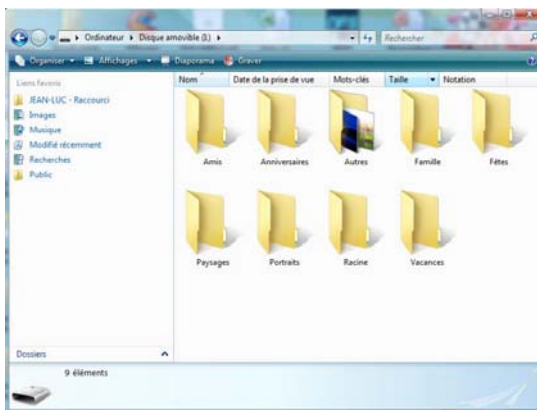 Ordinateur Disque amovible (I:) Rechercher
Organiser Affichages Diaporama Graver
Liens favoris
JEAN-LUC - Raccourci
Images
Musique
Modifié récemment
Recherches
Public
Nom Date de la prise de vue Mots-clés Taille Notation
Amis Anniversaires Autres Famille Fêtes
Paysages Portraits Racine Vacances
Dossiers
9 éléments